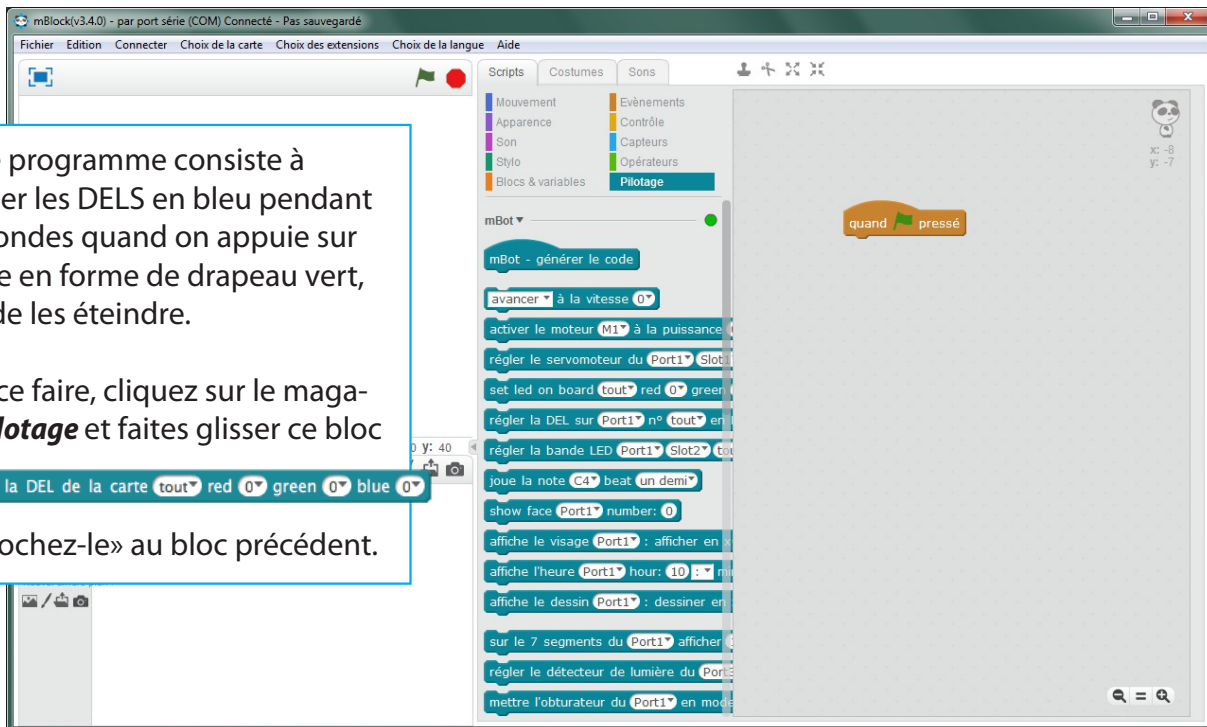 mBlock(v3.4.0) - par port série (COM) Connecté - Pas sauvegardé
Fichier Edition Connecter Choix de la carte Choix des extensions Choix de la langue Aide
Scripts Costumes Sons
Mouvement Evènements
Apparence Contrôle
Son Capteurs
Stylo Opérateurs
Blocs & variables Pilotage
x: -8
y: -7
programme consiste à
er les DELS en bleu pendant
ondes quand on appuie sur
e en forme de drapeau vert,
de les éteindre.
ce faire, cliquez sur le maga-
lotage et faites glisser ce bloc
la DEL de la carte tout red 0 green 0 blue 0
ochez-le» au bloc précédent.
y: 40
mBot
mBot - générer le code
avancer à la vitesse 0
activer le moteur M1 à la puissance
régler le servomoteur du Port1 Slot1
set led on board tout red 0 green
régler la DEL sur Port1 n° tout en
régler la bande LED Port1 Slot2 tou
joue la note C4 beat un demi
show face Port1 number: 0
affiche le visage Port1 : afficher en x
affiche l'heure Port1 hour: 10 : m
affiche le dessin Port1 : dessiner en
sur le 7 segments du Port1 afficher
régler le détecteur de lumière du Port3
mettre l'obturateur du Port1 en mode
quand pressé